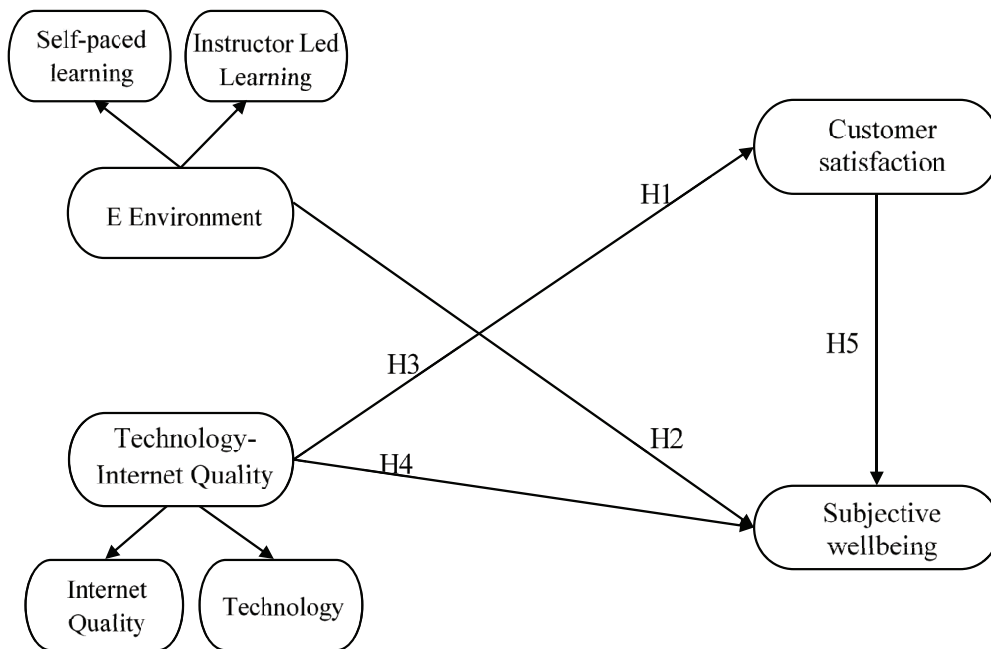 Self-paced
learning
Instructor Led
Learning
Customer
satisfaction
H1
E Environment
H5
H3
Technology-
Internet Quality
H2
H4
Subjective
wellbeing
Internet
Quality
Technology